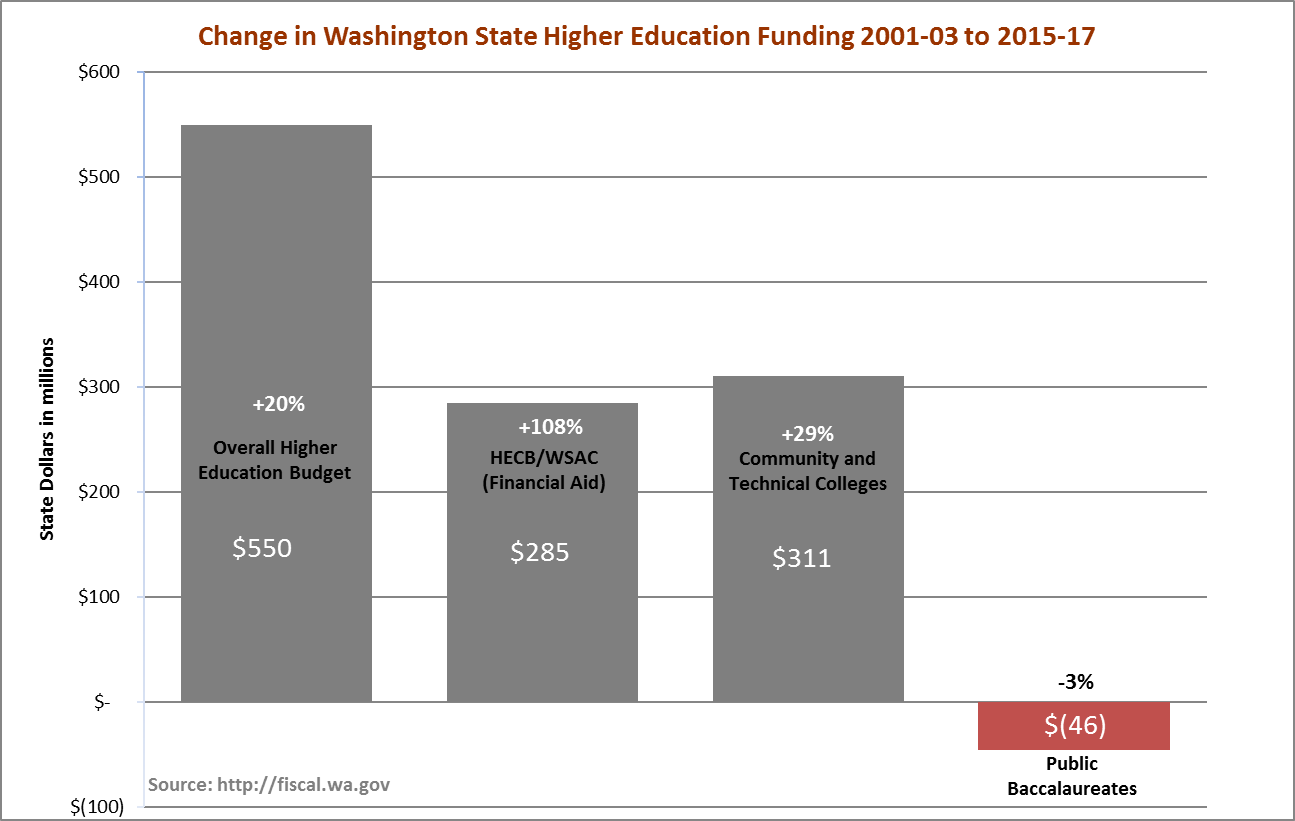 Change in Washington State Higher Education Funding 2001-03 to 2015-17
State Dollars in millions
$600
$500
$400
$300
$200
$100
$-
$(100)
+20%
Overall Higher
Education Budget
$550
+108%
HECB/WSAC
(Financial Aid)
$285
+29%
Community and
Technical Colleges
$311
-3%
$(46)
Public
Baccalaureates
Source: http://fiscal.wa.gov